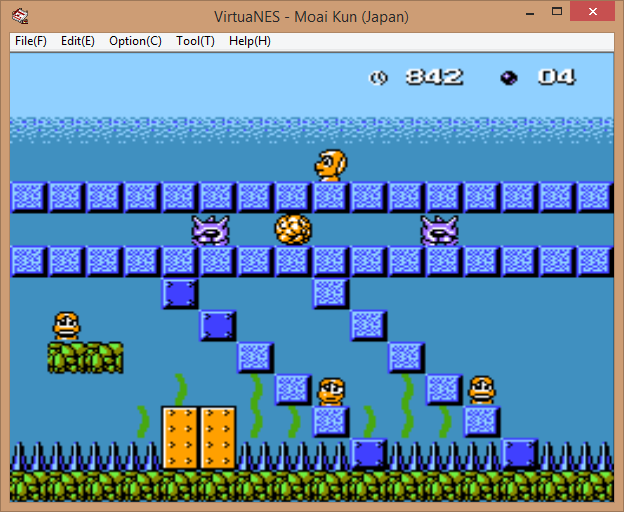 VirtuaNES - Moai Kun (Japan)
File(F) Edit(E) Option(C) Tool(T) Help(H)
842 04